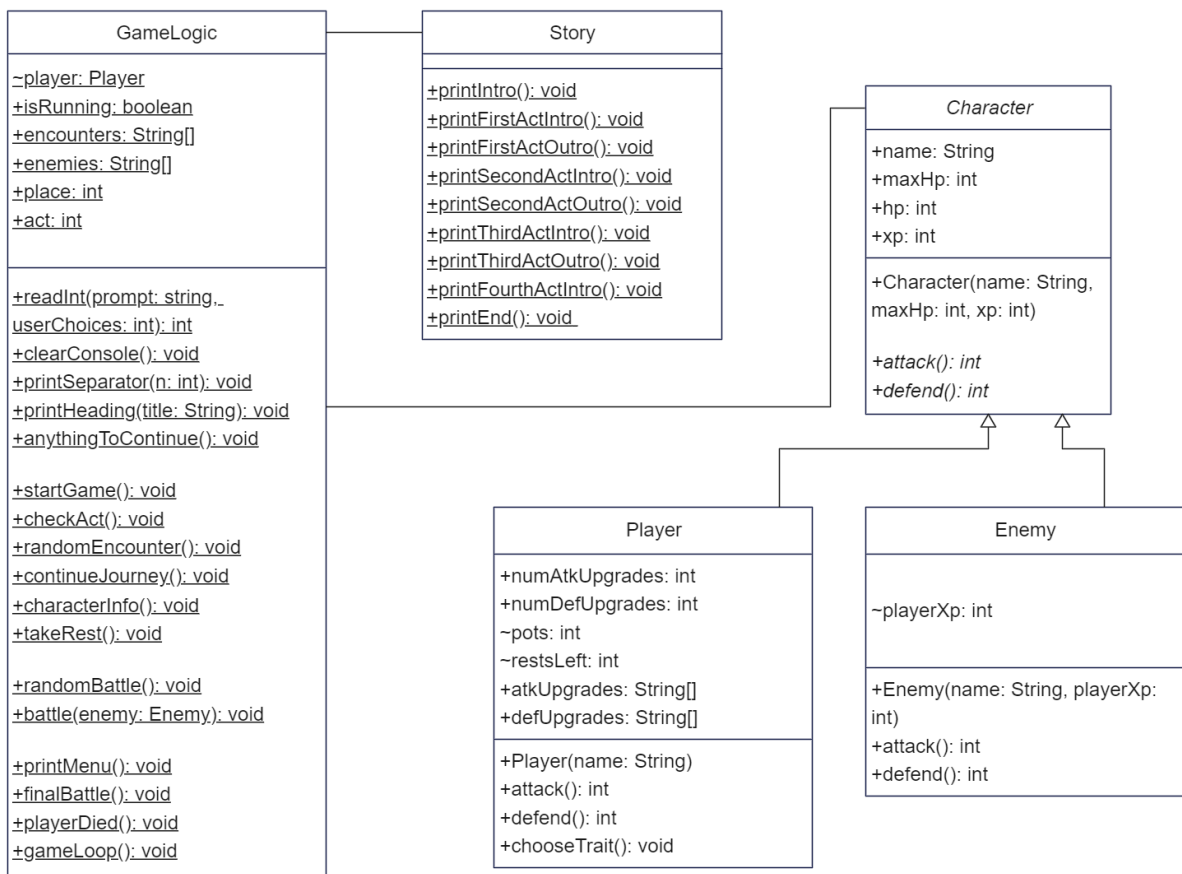 GameLogic
~player: Player
+isRunning: boolean
+encounters: String[]
+enemies: String[]
+place: int
+act: int
+readInt(prompt: string,
userChoices: int): int
+clearConsole(): void
+printSeparator(n: int): void
+printHeading(title: String): void
+anythingToContinue(): void
+startGame(): void
+checkAct(): void
+randomEncounter(): void
+continueJourney(): void
+characterInfo(): void
+takeRest(): void
+randomBattle(): void
+battle(enemy: Enemy): void
+printMenu(): void
+finalBattle(): void
+playerDied(): void
+gameLoop(): void
Story
+printIntro(): void
+printFirstActIntro(): void
+printFirstActOutro(): void
+printSecondActIntro(): void
+printSecondActOutro(): void
+printThirdActIntro(): void
+printThirdActOutro(): void
+printFourthActIntro(): void
+printEnd(): void
Character
+name: String
+maxHp: int
+hp: int
+xp: int
+Character(name: String,
maxHp: int, xp: int)
+attack(): int
+defend(): int
Player
+numAtkUpgrades: int
+numDefUpgrades: int
~pots: int
~restsLeft: int
+atkUpgrades: String[]
+defUpgrades: String[]
+Player(name: String)
+attack(): int
+defend(): int
+chooseTrait(): void
Enemy
~playerXp: int
+Enemy(name: String, playerXp:
int)
+attack(): int
+defend(): int